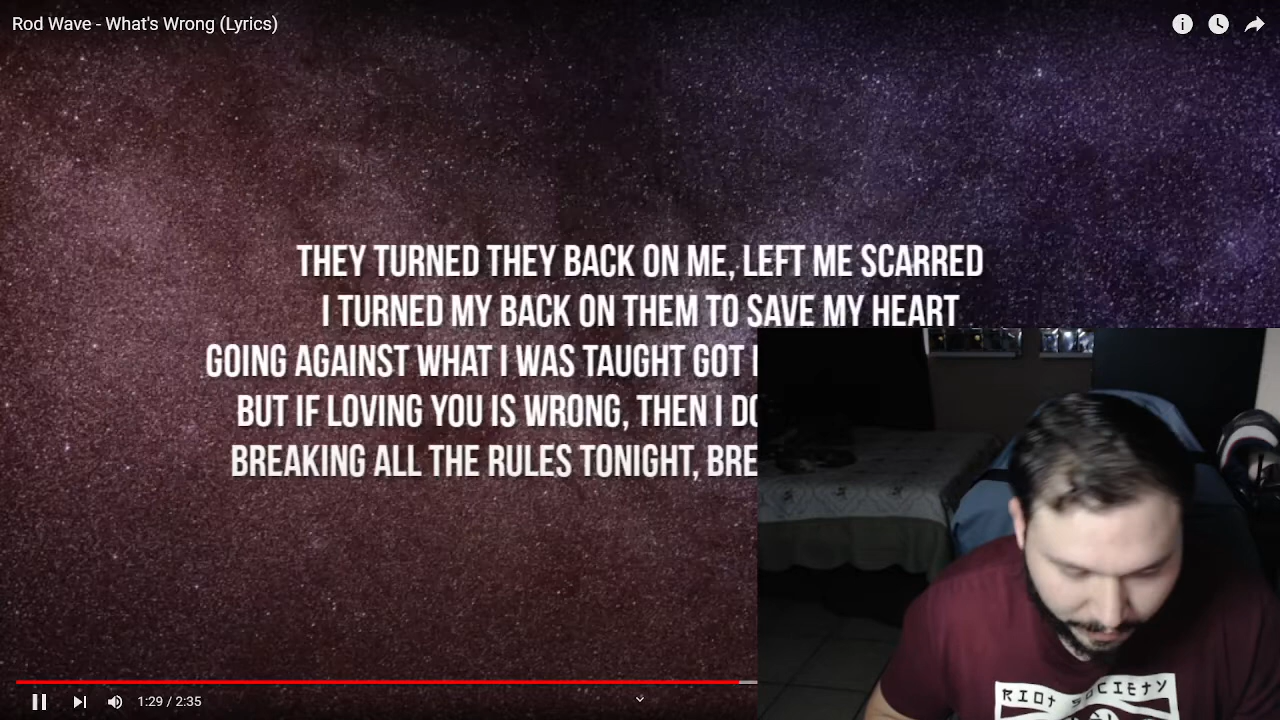 Rod Wave - What's Wrong (Lyrics)
THEY TURNED THEY BACK ON ME, LEFT ME SCARRED
I TURNED MY BACK ON THEM TO SAVE MY HEART
GOING AGAINST WHAT I WAS TAUGHT GOT
BUT IF LOVING YOU IS WRONG, THEN I
BREAKING ALL THE RULES TONIGHT,
1:29 / 2:35
RIOT SOCIETY